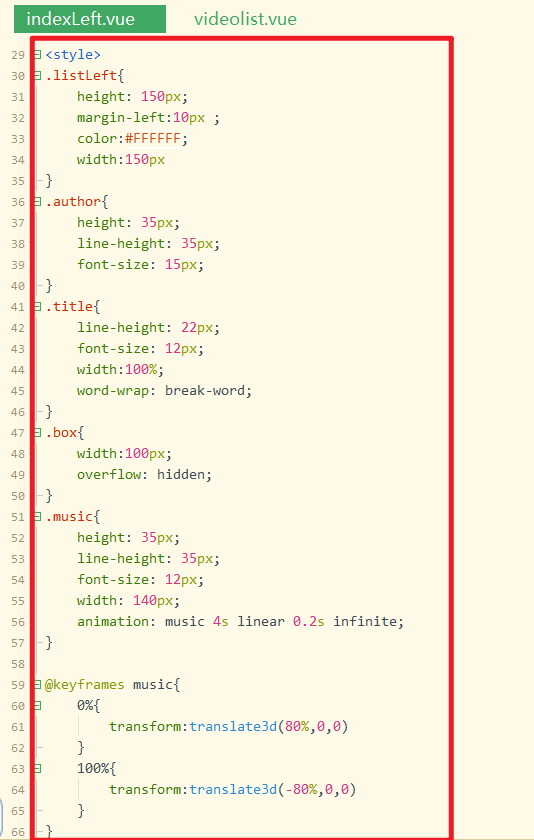 indexLeft.vue videolist.vue
29 <style>
30 .listLeft{
31 height: 150px;
32 margin-left:10px ;
33 color:#FFFFFF;
34 width:150px
35 }
36 .author{
37 height: 35px;
38 line-height: 35px;
39 font-size: 15px;
40 }
41 .title{
42 line-height: 22px;
43 font-size: 12px;
44 width:100%;
45 word-wrap: break-word;
46 }
47 .box{
48 width:100px;
49 overflow: hidden;
50 }
51 .music{
52 height: 35px;
53 line-height: 35px;
54 font-size: 12px;
55 width: 140px;
56 animation: music 4s linear 0.2s infinite;
57 }
58
59 @keyframes music{
60 0%{
61 transform:translate3d(80%,0,0)
62 }
63 100%{
64 transform:translate3d(-80%,0,0)
65 }
66 }